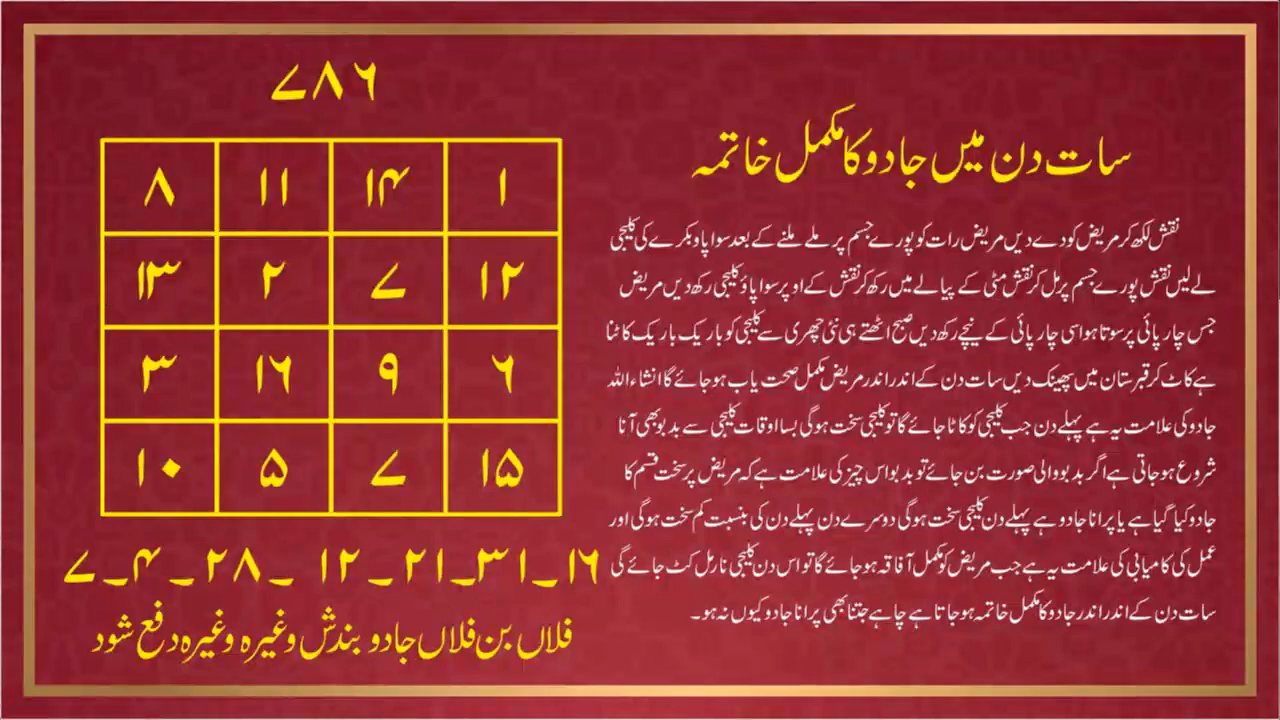 ۷۸۶
۸ ۱۱ ۱۴ ۱
۱۳ ۲ ۷ ۱۲
۳ ۱۶ ۹ ۶
۱۰ ۵ ۷ ۱۵
۷_۴_۲۸_۱۲_۲۱_۳۱_۱۶
فلاں بن فلاں جادو بندش وغیرہ وغیرہ دفع شود
سات دن میں جادو کا مکمل خاتمہ
نقش لکھ کر مریض کو دے دیں مریض رات کو پورے جسم پر ملے ملنے کے بعد سوا پاو بکرے کی کلیجی
لے لیں نقش پورے جسم پر مل کر نقش مٹی کے پیالے میں رکھ کر نقش کے اوپر سوا پاؤ کلیجی رکھ دیں مریض
جس چارپائی پر سوتا ہو اسی چارپائی کے نیچے رکھ دیں صبح اٹھتے ہی نئی چھری سے کلیجی کو باریک باریک کاٹنا
ہے کاٹ کر قبرستان میں پھینک دیں سات دن کے اندر اندر مریض مکمل صحت یاب ہو جائے گا انشاءاللہ
جادو کی علامت یہ ہے پہلے دن جب کلیجی کو کاٹا جائے گا تو کلیجی سخت ہوگی بسا اوقات کلیجی سے بدبو بھی آنا
شروع ہو جاتی ہے اگر بدبو والی صورت بن جائے تو بدبو اس چیز کی علامت ہے کہ مریض پر سخت قسم کا
جادو کیا گیا ہے یا پرانا جادو ہے پہلے دن کلیجی سخت ہوگی دوسرے دن پہلے دن کی بنسبت کم سخت ہوگی اور
عمل کی کامیابی کی علامت یہ ہے جب مریض کو مکمل آفاقہ ہو جائے گا تو اس دن کلیجی نارمل کٹ جائے گی
سات دن کے اندر اندر جادو کا مکمل خاتمہ ہو جاتا ہے چاہے جتنا بھی پرانا جادو کیوں نہ ہو۔